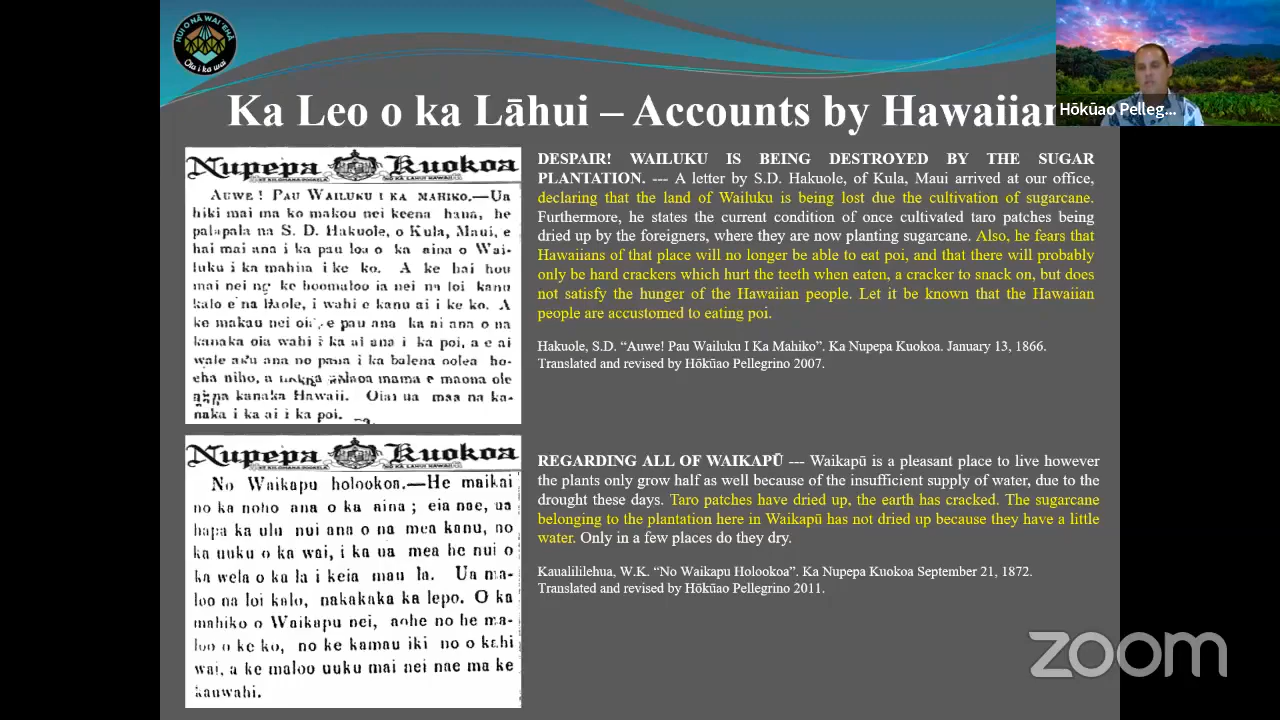 HUI O NĀ WAI ʻEHĀ
Ola i ka wai
Ka Leo o ka Lāhui – Accounts by Hawaiian
Hōkūao Pelleg...
Nupepa Kuokoa
AUWE! PAU WAILUKU I KA MAHIKO.—Ua
hiki mai ma ko makou nei keena hana, he
palapala na S. D. Hakuole, o Kula, Maui, e
hai mai ana i ka pau loa o ka aina o Wai-
luku i ka mahina i ke ko. A ke hai hou
mai nei no ke hoomaloo ia nei na loi kanu
kalo e na Haole, i wahi e kanu ai i ke ko. A
ke makau nei oia, e pau ana ka ai ana o na
kanaka oia wahi i ka ai ana i ka poi, a e ai
wale aku ana no paha i ka balena oolea ho-
eha niho, a palaoa mama e maona ole
kanaka Hawaii. Oiai ua maa na ka-
naka i ka ai i ka poi.
DESPAIR! WAILUKU IS BEING DESTROYED BY THE SUGAR
PLANTATION. --- A letter by S.D. Hakuole, of Kula, Maui arrived at our office,
declaring that the land of Wailuku is being lost due the cultivation of sugarcane.
Furthermore, he states the current condition of once cultivated taro patches being
dried up by the foreigners, where they are now planting sugarcane. Also, he fears that
Hawaiians of that place will no longer be able to eat poi, and that there will probably
only be hard crackers which hurt the teeth when eaten, a cracker to snack on, but does
not satisfy the hunger of the Hawaiian people. Let it be known that the Hawaiian
people are accustomed to eating poi.
Hakuole, S.D. “Auwe! Pau Wailuku I Ka Mahiko”. Ka Nupepa Kuokoa. January 13, 1866.
Translated and revised by Hōkūao Pellegrino 2007.
Nupepa Kuokoa
No Waikapu holookoa.—He maikai
no ka noho ana o ka aina; eia nae, ua
hapa ka ulu nui ana o na mea kanu, no
ka uuku o ka wai, i ka ua mea he nui o
ka wela o ka la i keia mau la. Ua ma-
loo na loi kalo, nakakaka ka lepo. O ka
mahiko o Waikapu nei, aohe no he ma-
loo o ke ko, no ke kamau iki no o kahi
wai, a ke maloo uuku mai nei nae ma ke
kauwahi.
REGARDING ALL OF WAIKAPŪ --- Waikapū is a pleasant place to live however
the plants only grow half as well because of the insufficient supply of water, due to the
drought these days. Taro patches have dried up, the earth has cracked. The sugarcane
belonging to the plantation here in Waikapū has not dried up because they have a little
water. Only in a few places do they dry.
Kaualililehua, W.K. “No Waikapu Holookoa”. Ka Nupepa Kuokoa September 21, 1872.
Translated and revised by Hōkūao Pellegrino 2011.
zoom